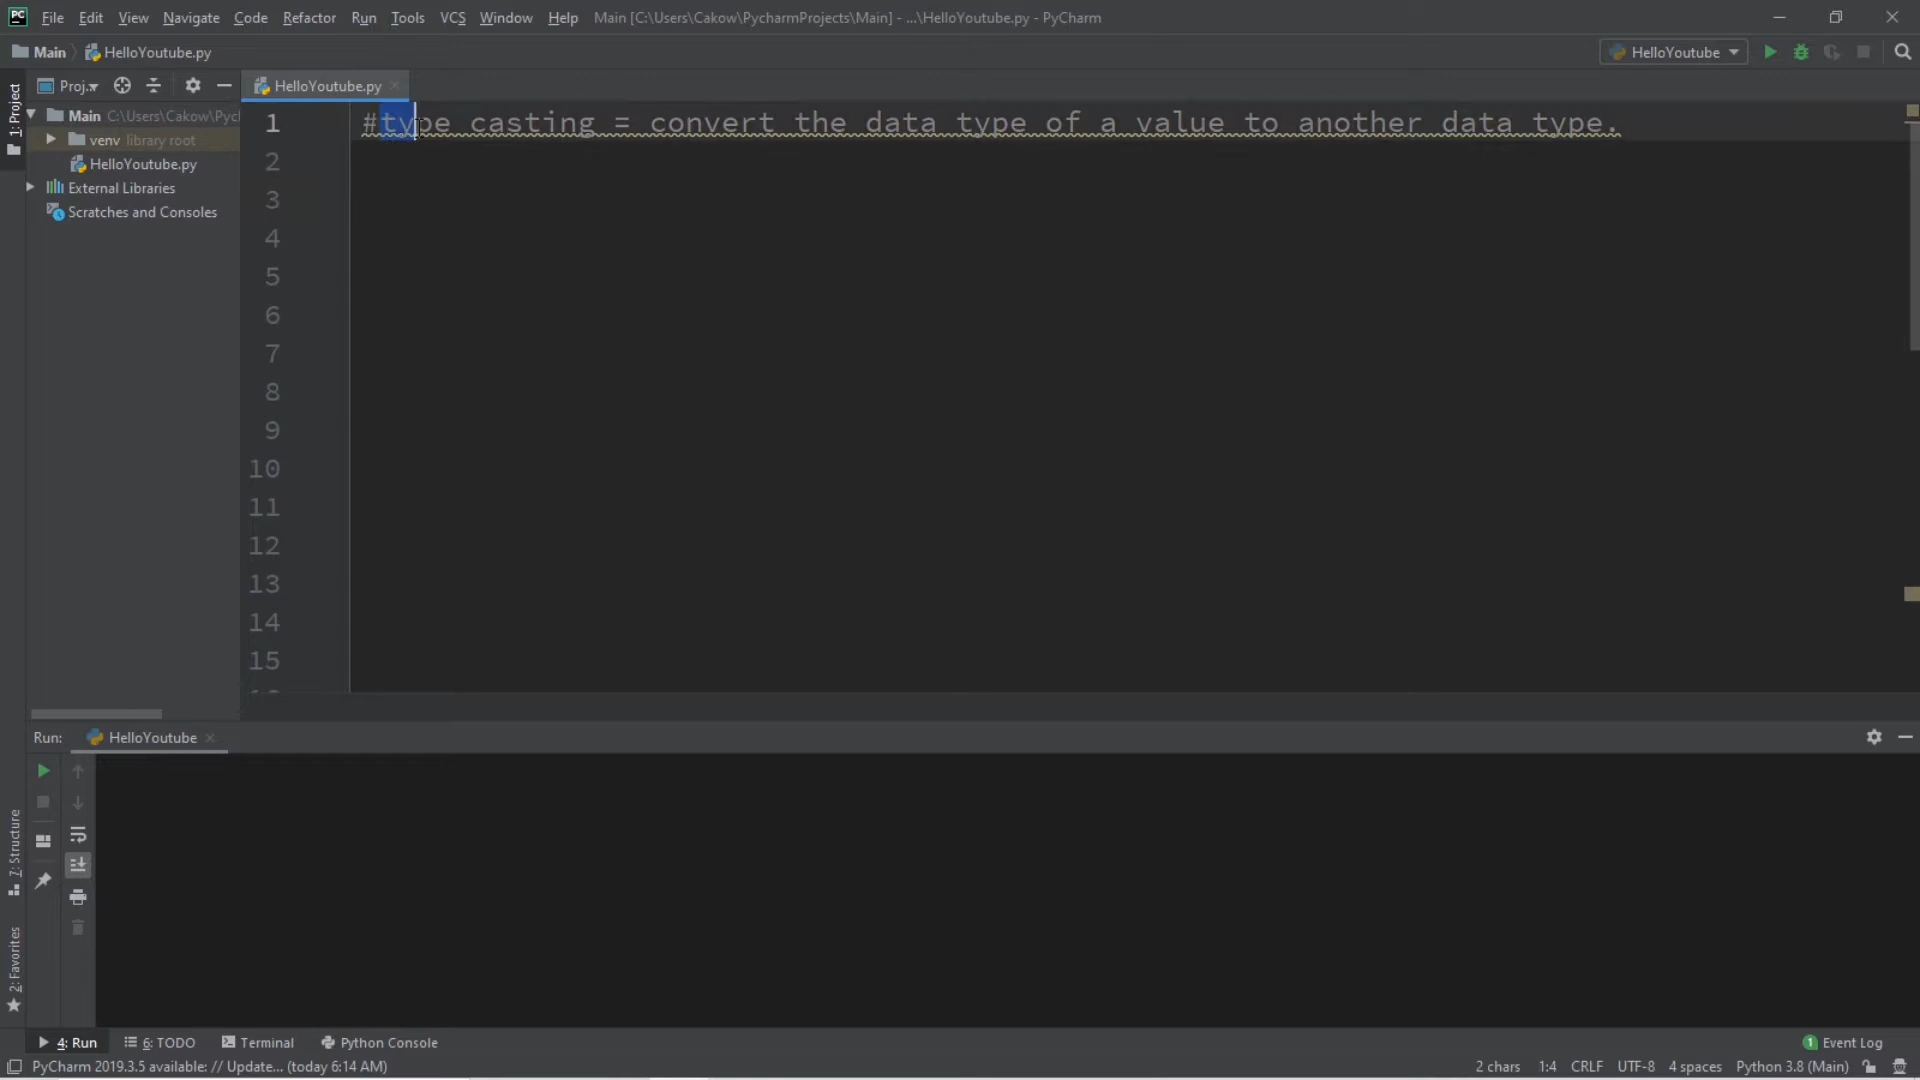 PC File Edit View Navigate Code Refactor Run Tools VCS Window Help Main [C:\Users\Cakow\PycharmProjects\Main] - ...\HelloYoutube.py - PyCharm
Main HelloYoutube.py HelloYoutube
1: Project
Proj..
HelloYoutube.py
Main C:\Users\Cakow\Pycl
venv library root
HelloYoutube.py
External Libraries
Scratches and Consoles
1 #type casting = convert the data type of a value to another data type.
2
3
4
5
6
7
8
9
10
11
12
13
14
15
Run: HelloYoutube
7: Structure
2: Favorites
4: Run 6: TODO Terminal Python Console 1 Event Log
PyCharm 2019.3.5 available: // Update... (today 6:14 AM) 2 chars 1:4 CRLF UTF-8 4 spaces Python 3.8 (Main)